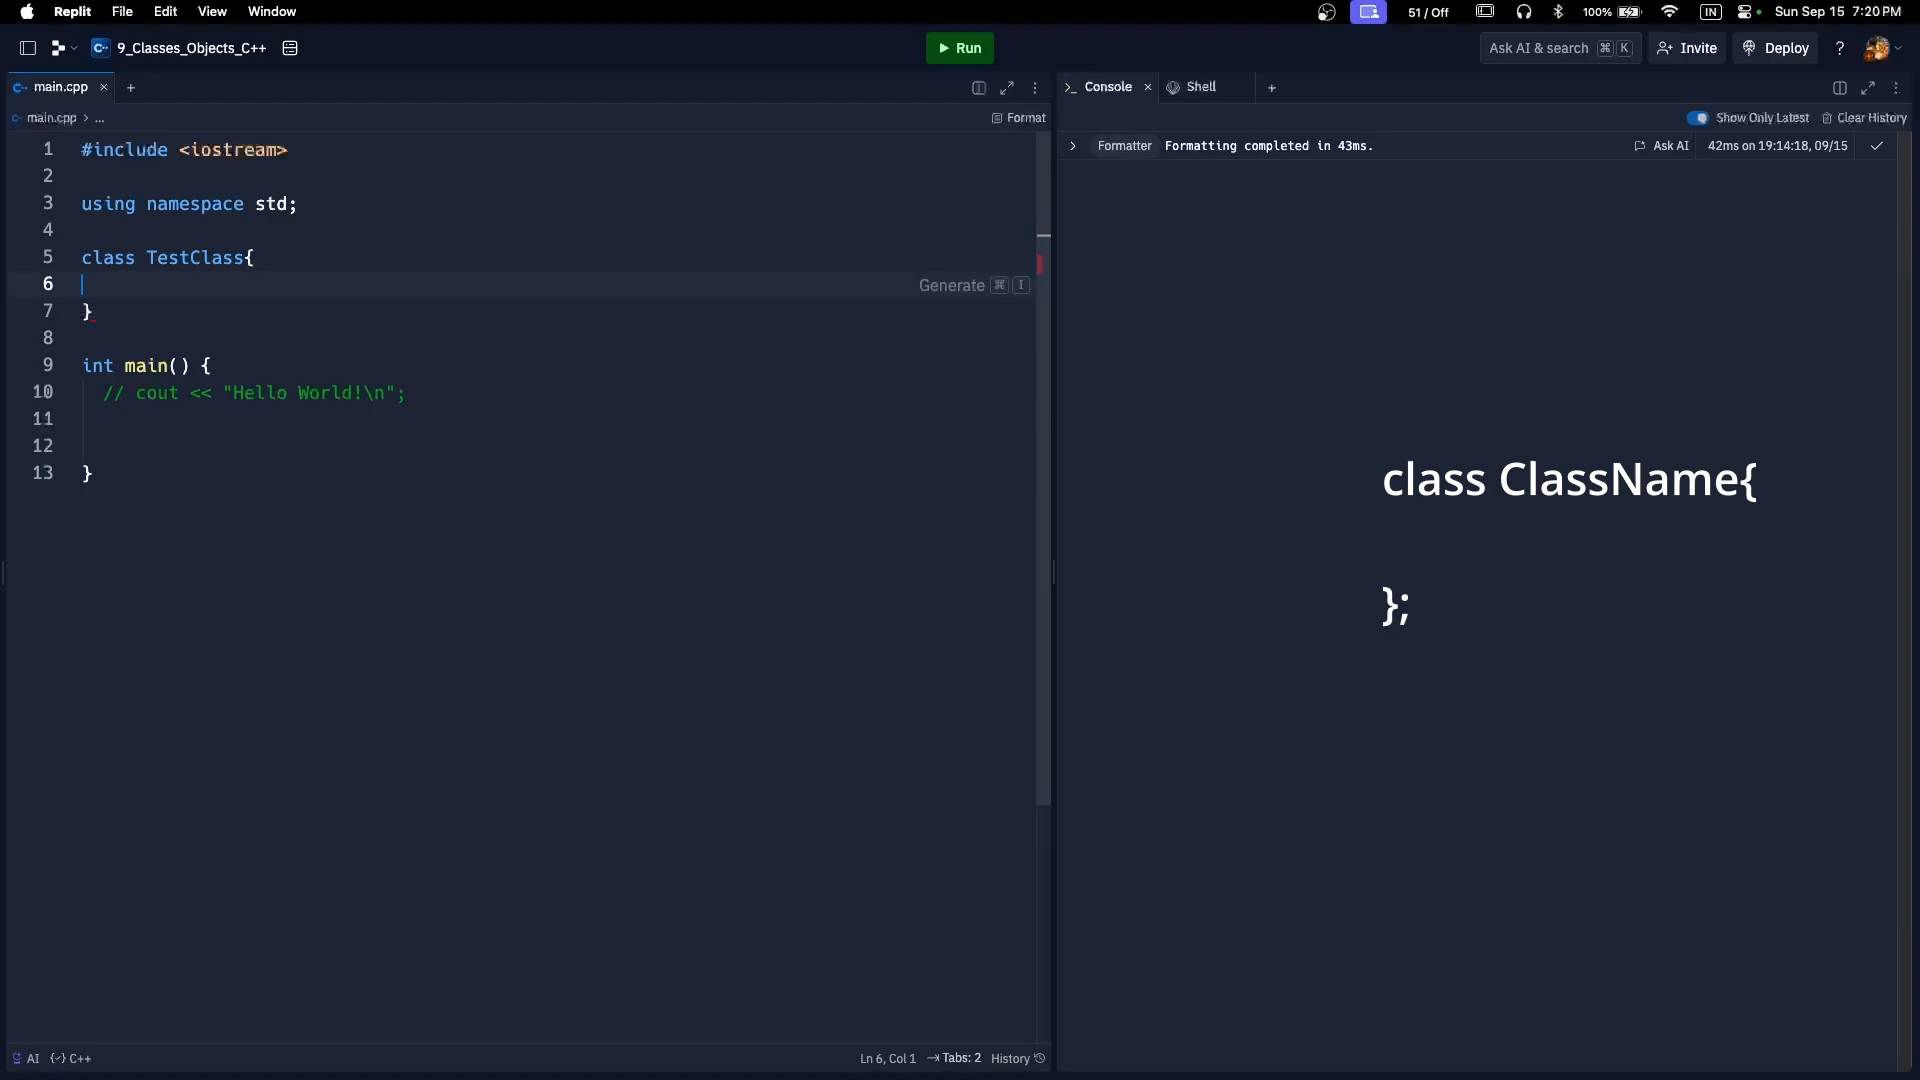 Replit File Edit View Window 51 / Off 100% IN Sun Sep 15 7:20 PM
9_Classes_Objects_C++ Run Ask AI & search ⌘ K Invite Deploy ?
main.cpp × + Console × Shell +
main.cpp > ... Format Show Only Latest Clear History
Formatter Formatting completed in 43ms. Ask AI 42ms on 19:14:18, 09/15
1 #include <iostream>
2
3 using namespace std;
4
5 class TestClass{
6 Generate ⌘ I
7 }
8
9 int main() {
10 // cout << "Hello World!\n";
11
12
13 }
class ClassName{
};
AI C++ Ln 6, Col 1 Tabs: 2 History